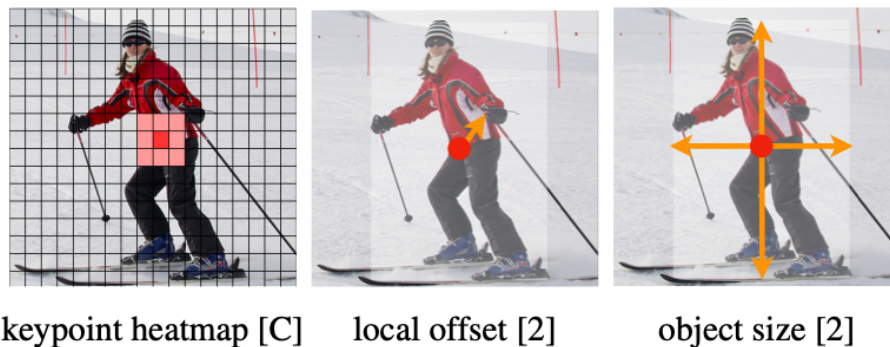 keypoint heatmap [C]
local offset [2]
object size [2]